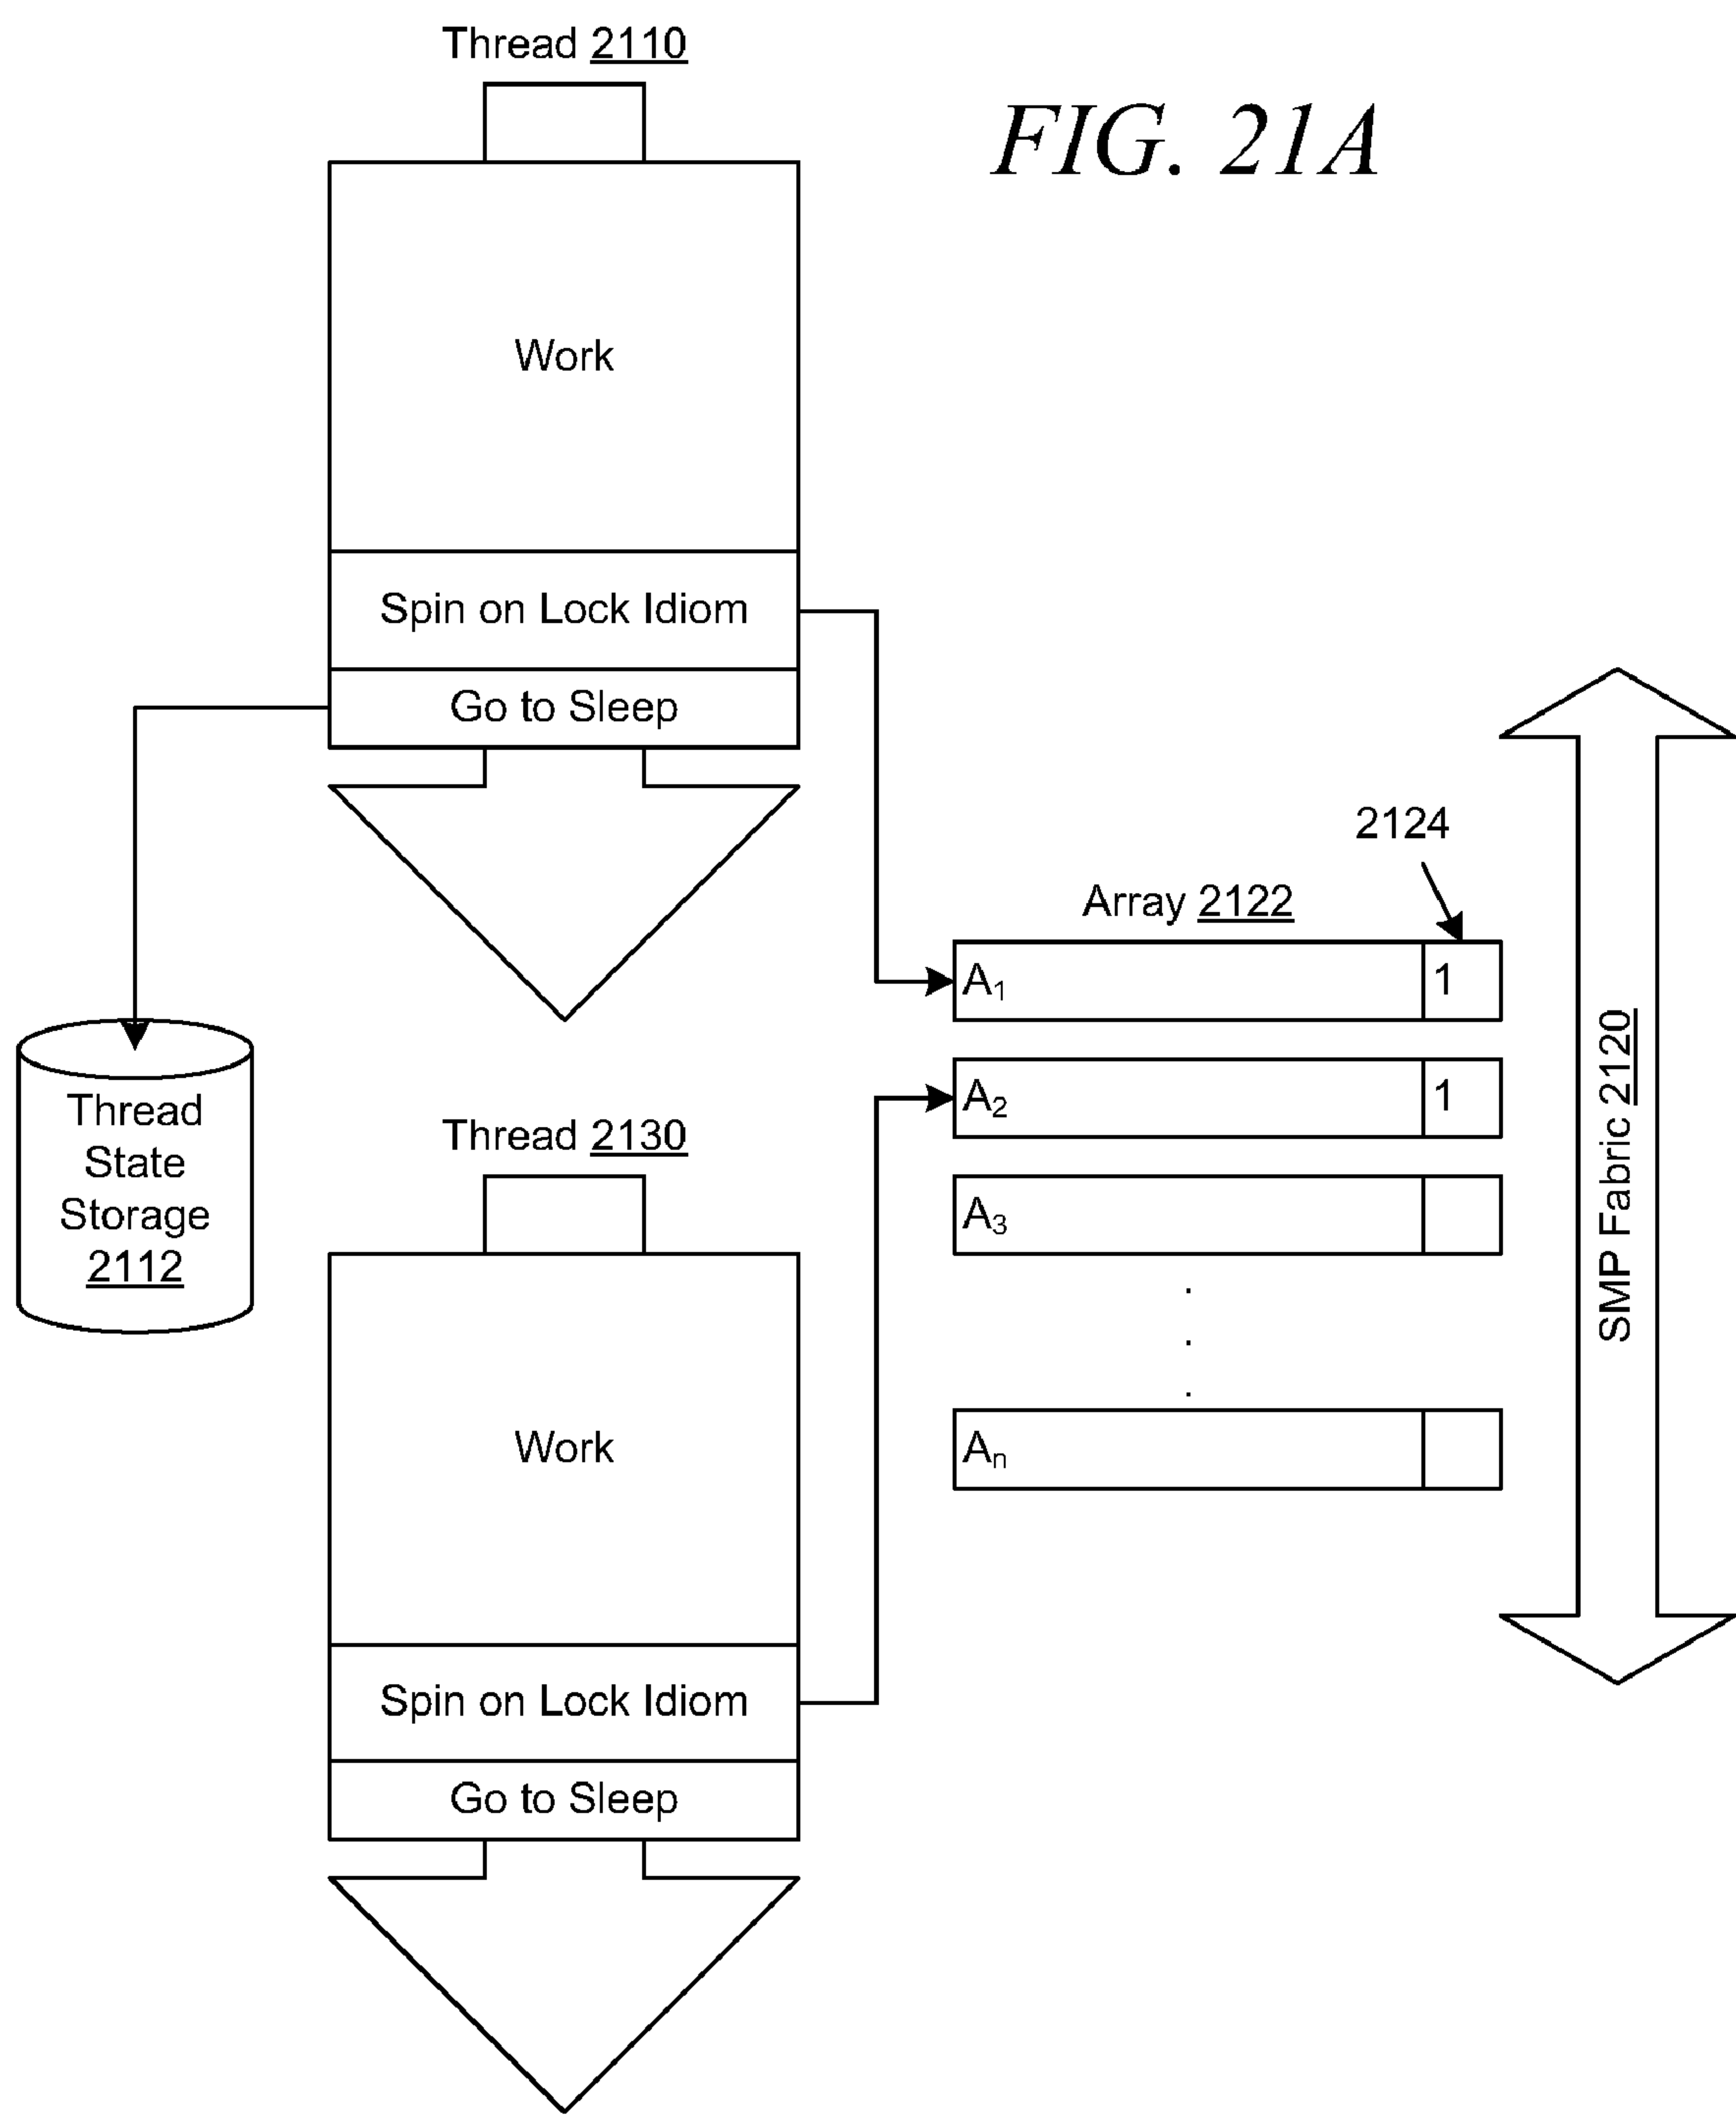 Thread 2110
FIG. 21A
Work
Spin on Lock Idiom
Go to Sleep
2124
Array 2122
A1 1
A2 1
A3
.
.
.
An
SMP Fabric 2120
Thread
State
Storage
2112
Thread 2130
Work
Spin on Lock Idiom
Go to Sleep